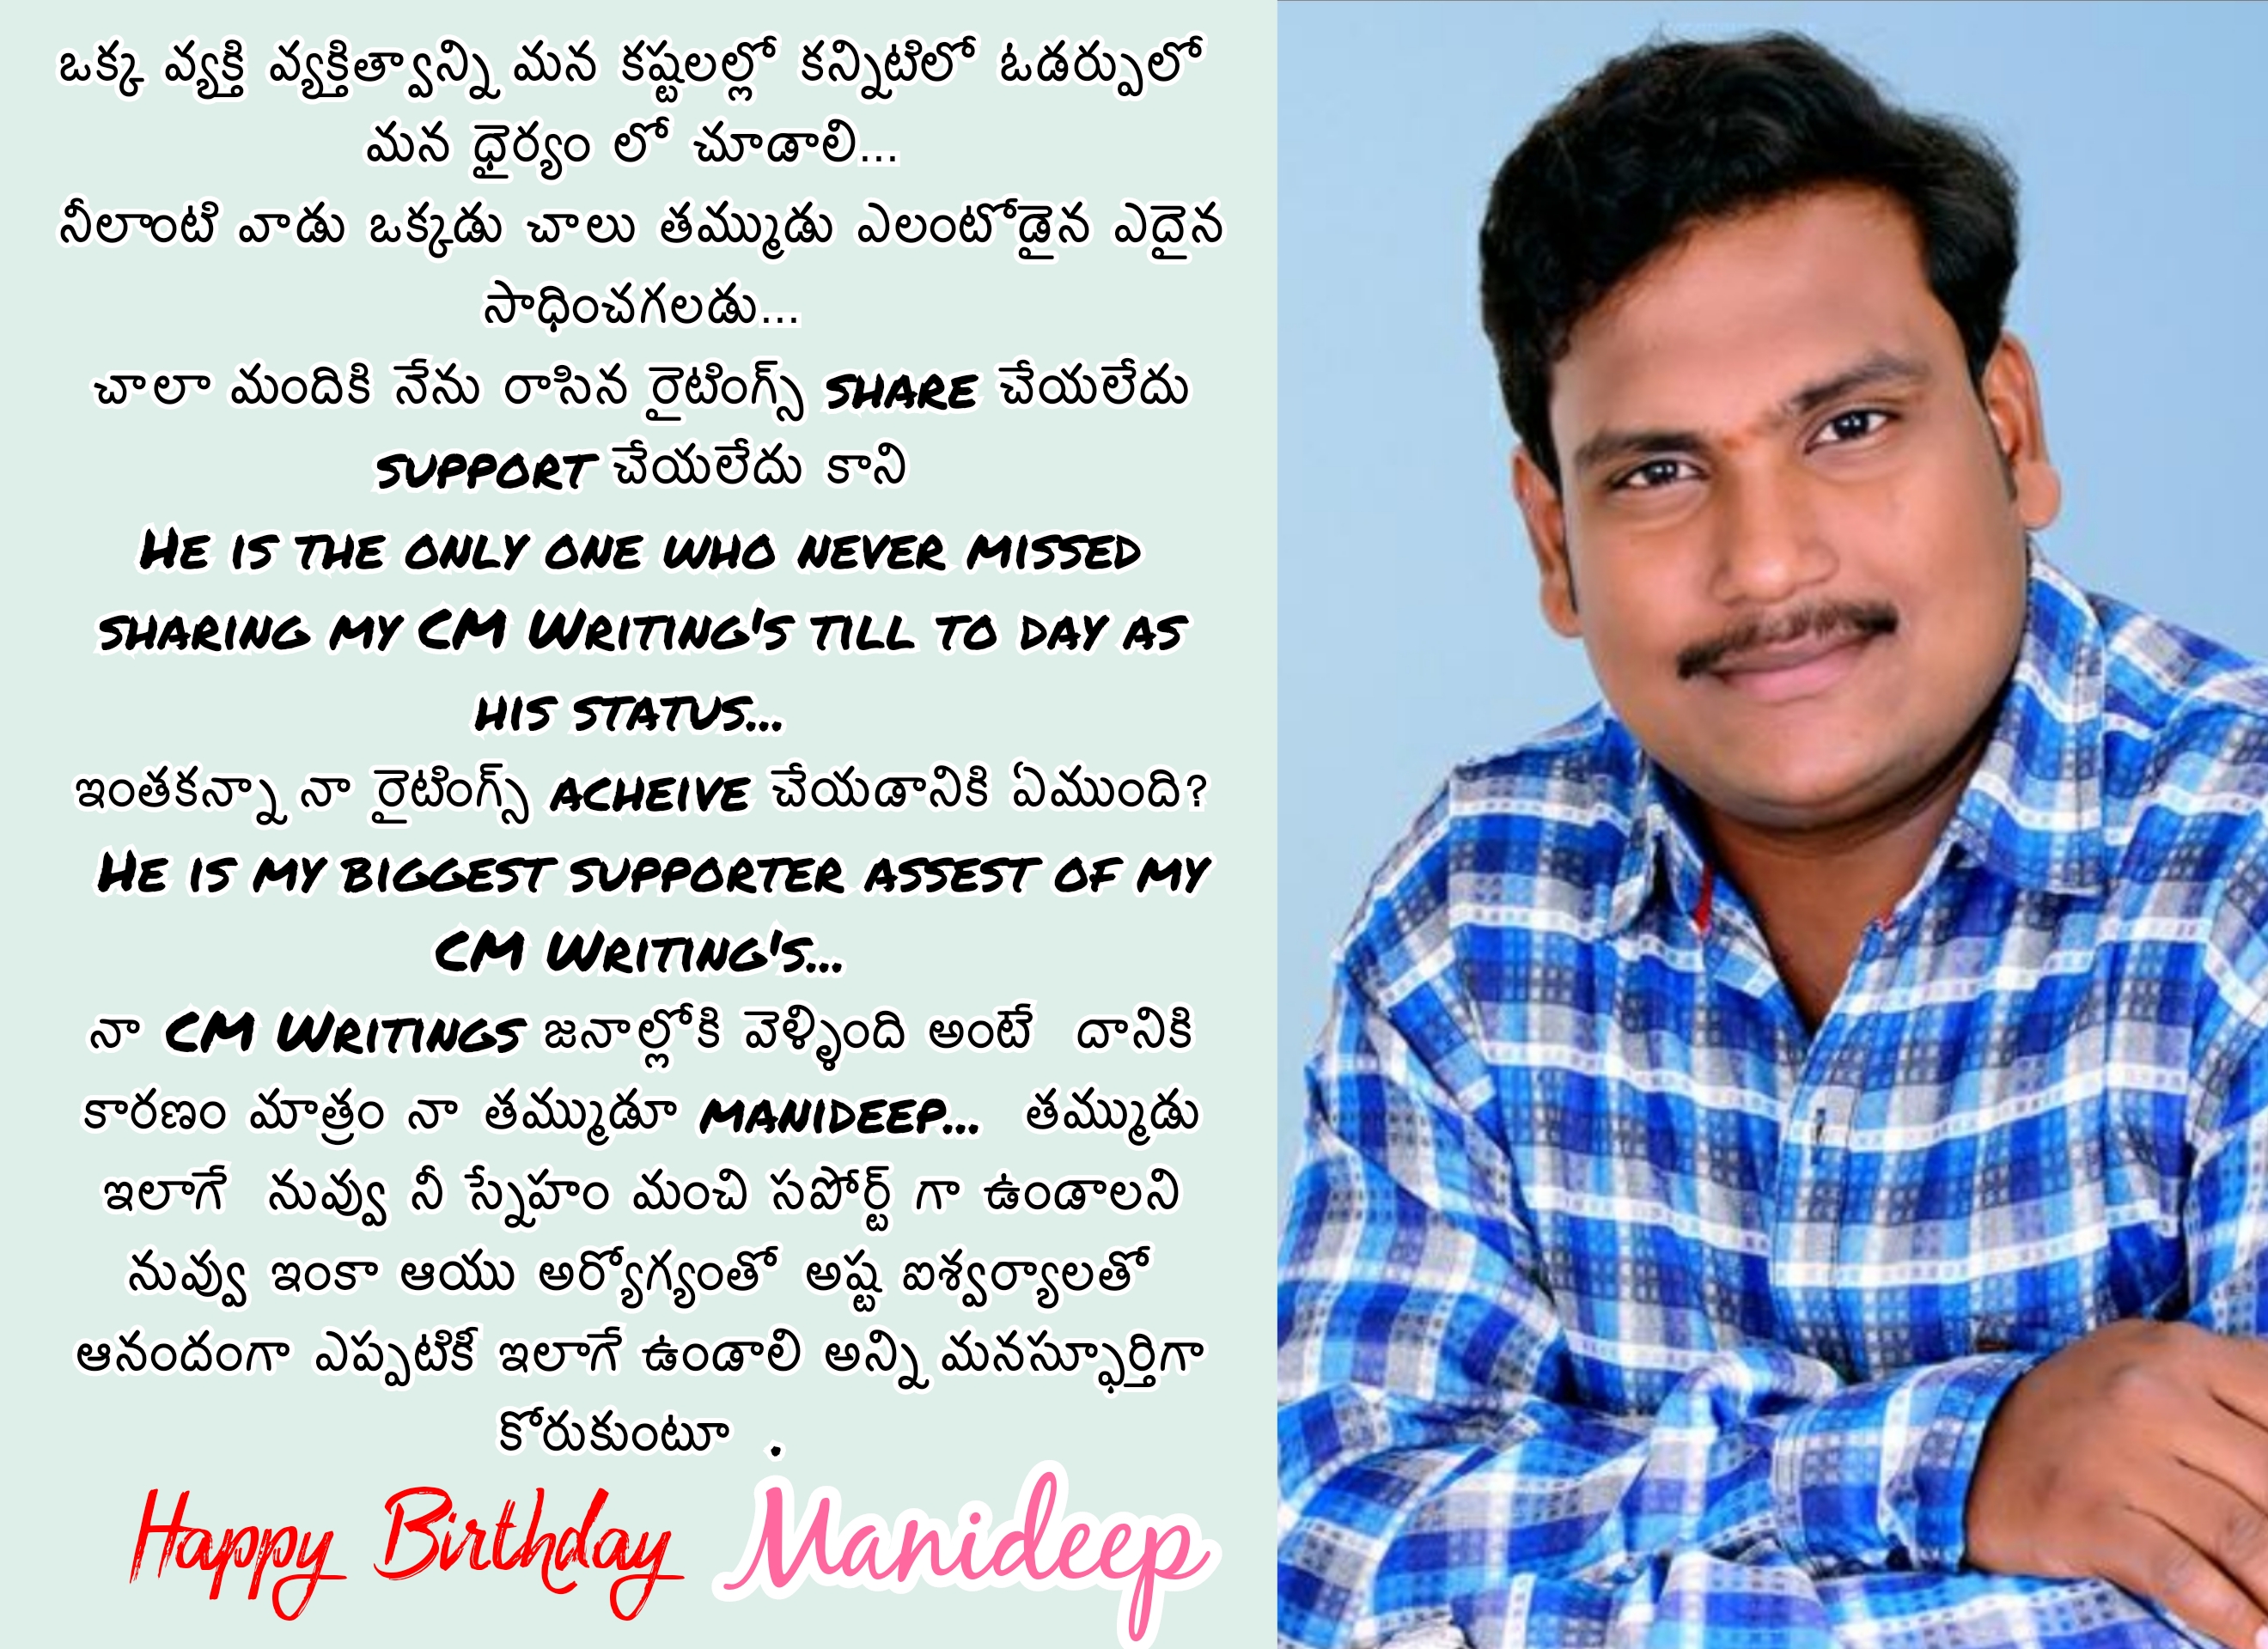 ఒక్క వ్యక్తి వ్యక్తిత్వాన్ని మన కష్టలల్లో కన్నిటిలో ఓడర్పులో
మన ధైర్యం లో చూడాలి...
నీలాంటి వాడు ఒక్కడు చాలు తమ్ముడు ఎలంటోడైన ఎదైన
సాధించగలడు...
చాలా మందికి నేను రాసిన రైటింగ్స్ SHARE చేయలేదు
SUPPORT చేయలేదు కాని
HE IS THE ONLY ONE WHO NEVER MISSED
SHARING MY CM WRITING'S TILL TO DAY AS
HIS STATUS...
ఇంతకన్నా నా రైటింగ్స్ ACHEIVE చేయడానికి ఏముంది?
HE IS MY BIGGEST SUPPORTER ASSEST OF MY
CM WRITING'S...
నా CM WRITINGS జనాల్లోకి వెళ్ళింది అంటే దానికి
కారణం మాత్రం నా తమ్ముడూ MANIDEEP... తమ్ముడు
ఇలాగే నువ్వు నీ స్నేహం మంచి సపోర్ట్ గా ఉండాలని
నువ్వు ఇంకా ఆయు అర్యోగ్యంతో అష్ట ఐశ్వర్యాలతో
ఆనందంగా ఎప్పటికీ ఇలాగే ఉండాలి అన్ని మనస్ఫూర్తిగా
కోరుకుంటూ .
Happy Birthday Manideep